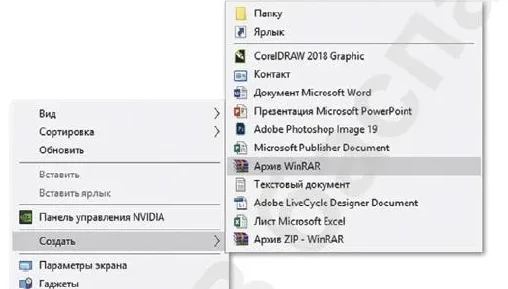 Папку
Ярлык
CorelDRAW 2018 Graphic
Контакт
Документ Microsoft Word
Презентация Microsoft PowerPoint
Adobe Photoshop Image 19
Microsoft Publisher Document
Архив WinRAR
Текстовый документ
Adobe LiveCycle Designer Document
Лист Microsoft Excel
Архив ZIP - WinRAR
Вид
Сортировка
Обновить
Вставить
Вставить ярлык
Панель управления NVIDIA
Создать
Параметры экрана
Гаджеты